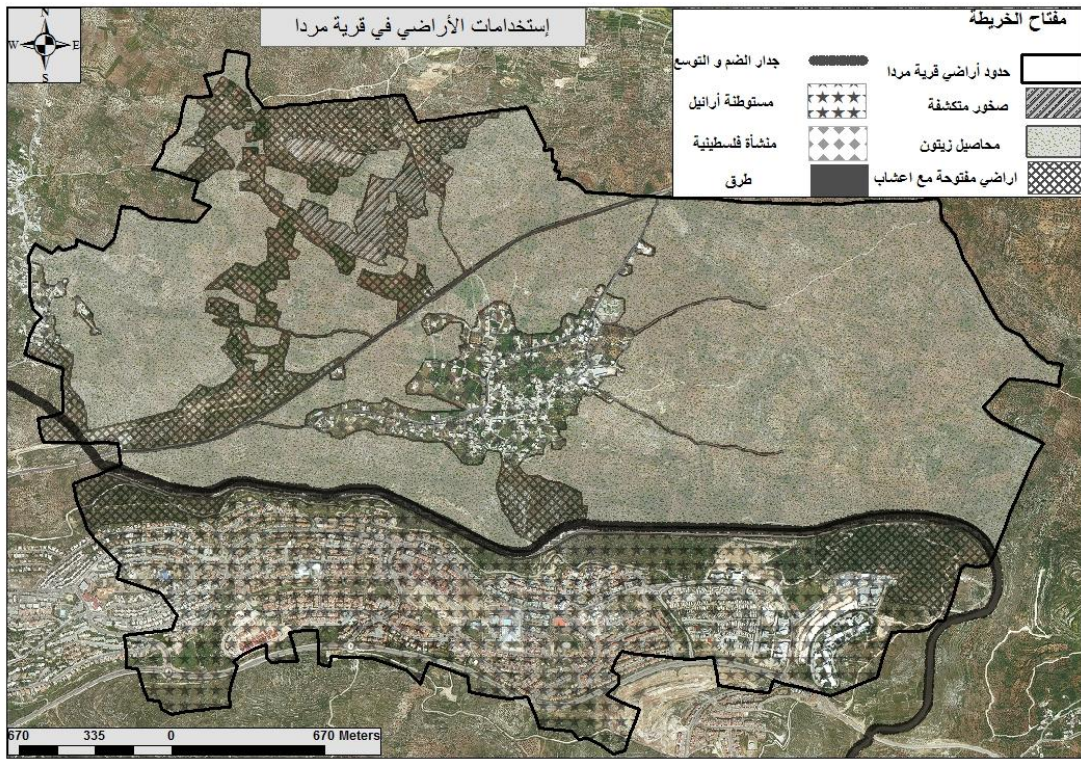 إستخدامات الأراضي في قرية مردا
N
W E
S
مفتاح الخريطة
حدود أراضي قرية مردا
صخور متكشفة
محاصيل زيتون
اراضي مفتوحة مع اعشاب
جدار الضم و التوسع
مستوطنة أرائيل
منشأة فلسطينية
طرق
670 335 0 670 Meters